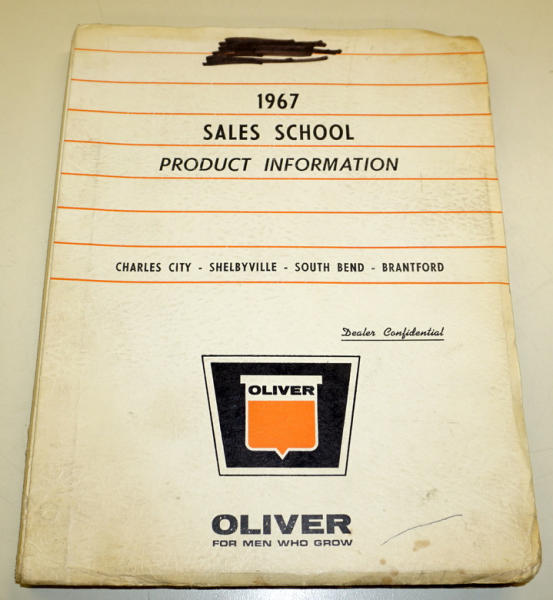 1967
SALES SCHOOL
PRODUCT INFORMATION
CHARLES CITY - SHELBYVILLE - SOUTH BEND - BRANTFORD
Dealer Confidential
OLIVER
OLIVER
FOR MEN WHO GROW